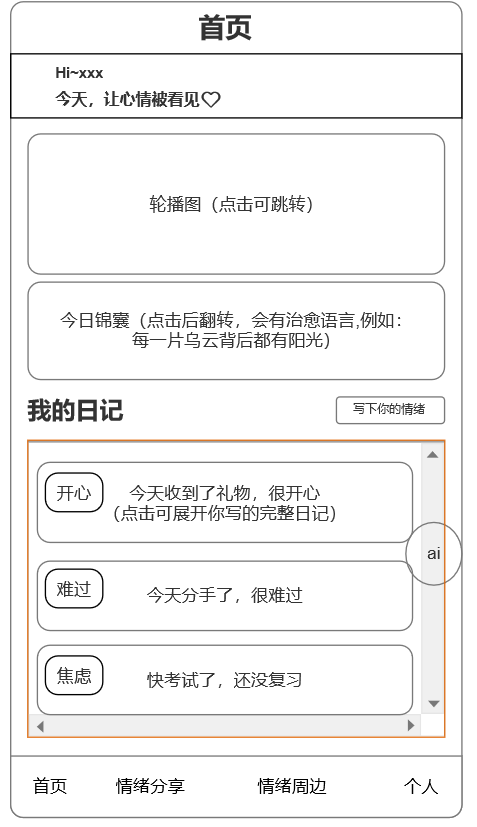 首页
Hi~xxx
今天，让心情被看见♡
轮播图（点击可跳转）
今日锦囊（点击后翻转，会有治愈语言,例如：
每一片乌云背后都有阳光）
我的日记
写下你的情绪
开心
今天收到了礼物，很开心
（点击可展开你写的完整日记）
ai
难过
今天分手了，很难过
焦虑
快考试了，还没复习
首页 情绪分享 情绪周边 个人